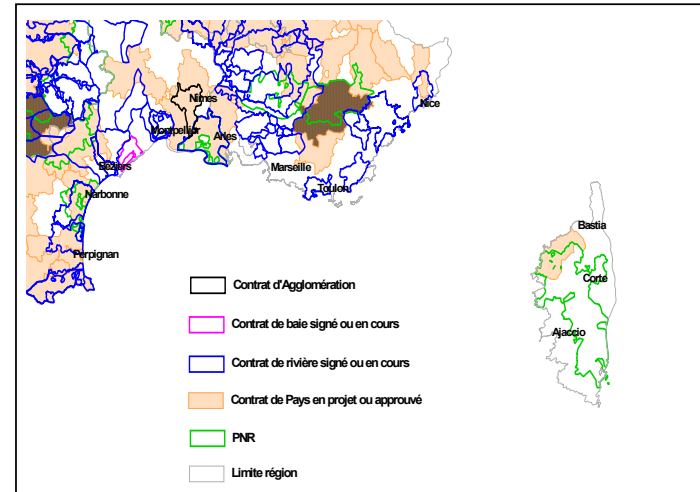 Nîmes
Nice
Montpellier
Arles
Béziers
Marseille
Toulon
Narbonne
Bastia
Perpignan
Corte
Contrat d'Agglomération
Contrat de baie signé ou en cours
Ajaccio
Contrat de rivière signé ou en cours
Contrat de Pays en projet ou approuvé
PNR
Limite région